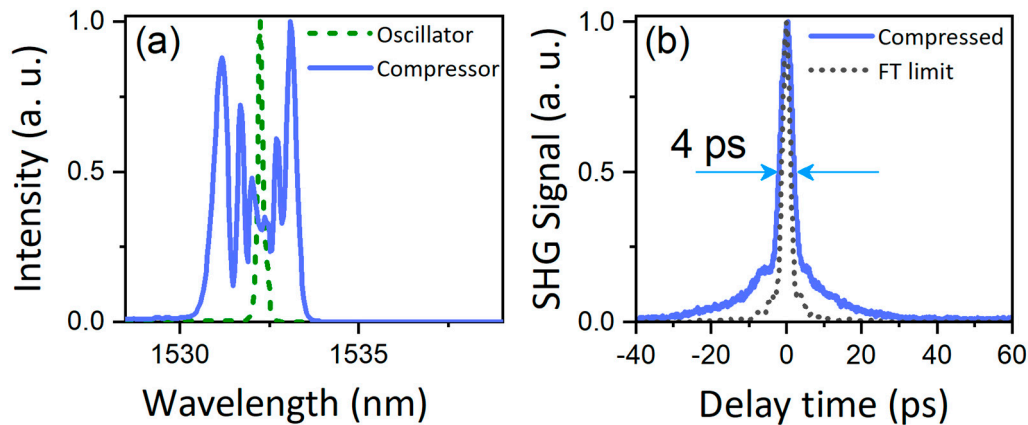 (a)
Oscillator
Compressor
Intensity (a. u.)
1.0
0.5
0.0
1530
1535
Wavelength (nm)
(b)
Compressed
FT limit
4 ps
SHG Signal (a. u.)
1.0
0.5
0.0
-40
-20
0
20
40
60
Delay time (ps)